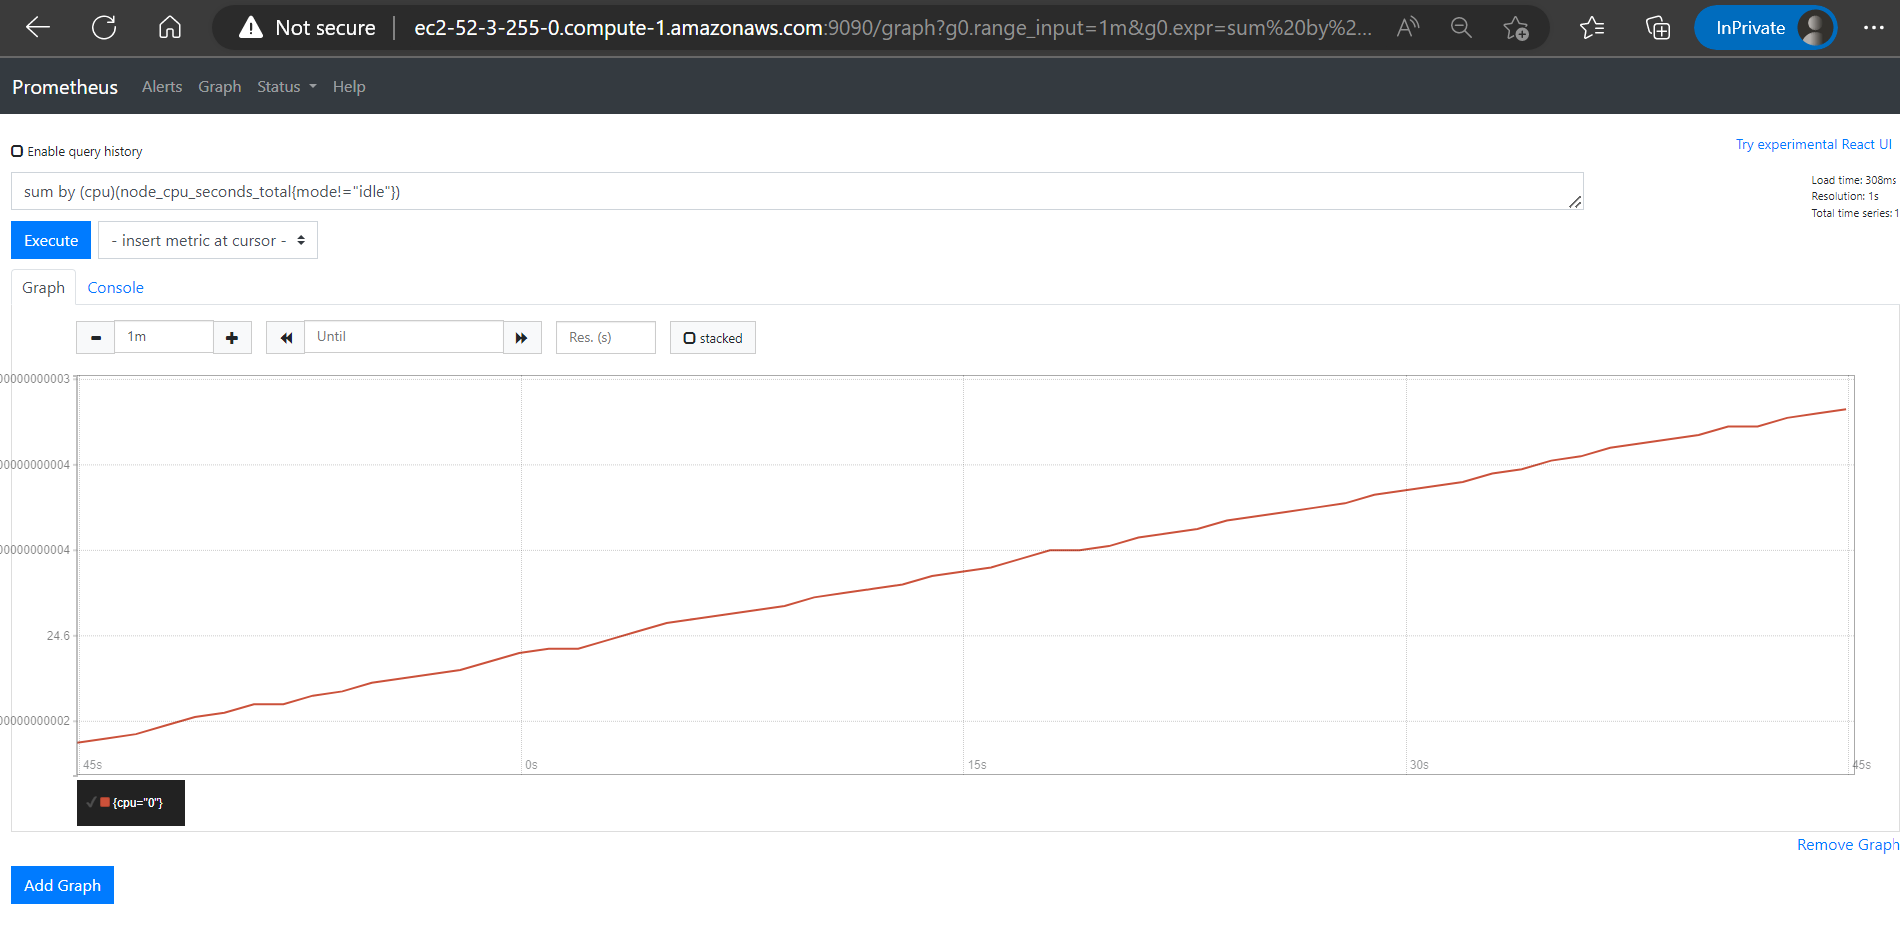 Not secure | ec2-52-3-255-0.compute-1.amazonaws.com:9090/graph?g0.range_input=1m&g0.expr=sum%20by%2... InPrivate
Prometheus Alerts Graph Status Help
Enable query history
Try experimental React UI
sum by (cpu)(node_cpu_seconds_total{mode!="idle"})
Load time: 308ms
Resolution: 1s
Total time series: 1
Execute - insert metric at cursor -
Graph Console
1m Until Res. (s) stacked
00000000003
00000000004
00000000004
24.6
00000000002
45s 0s 15s 30s 45s
{cpu="0"}
Remove Graph
Add Graph